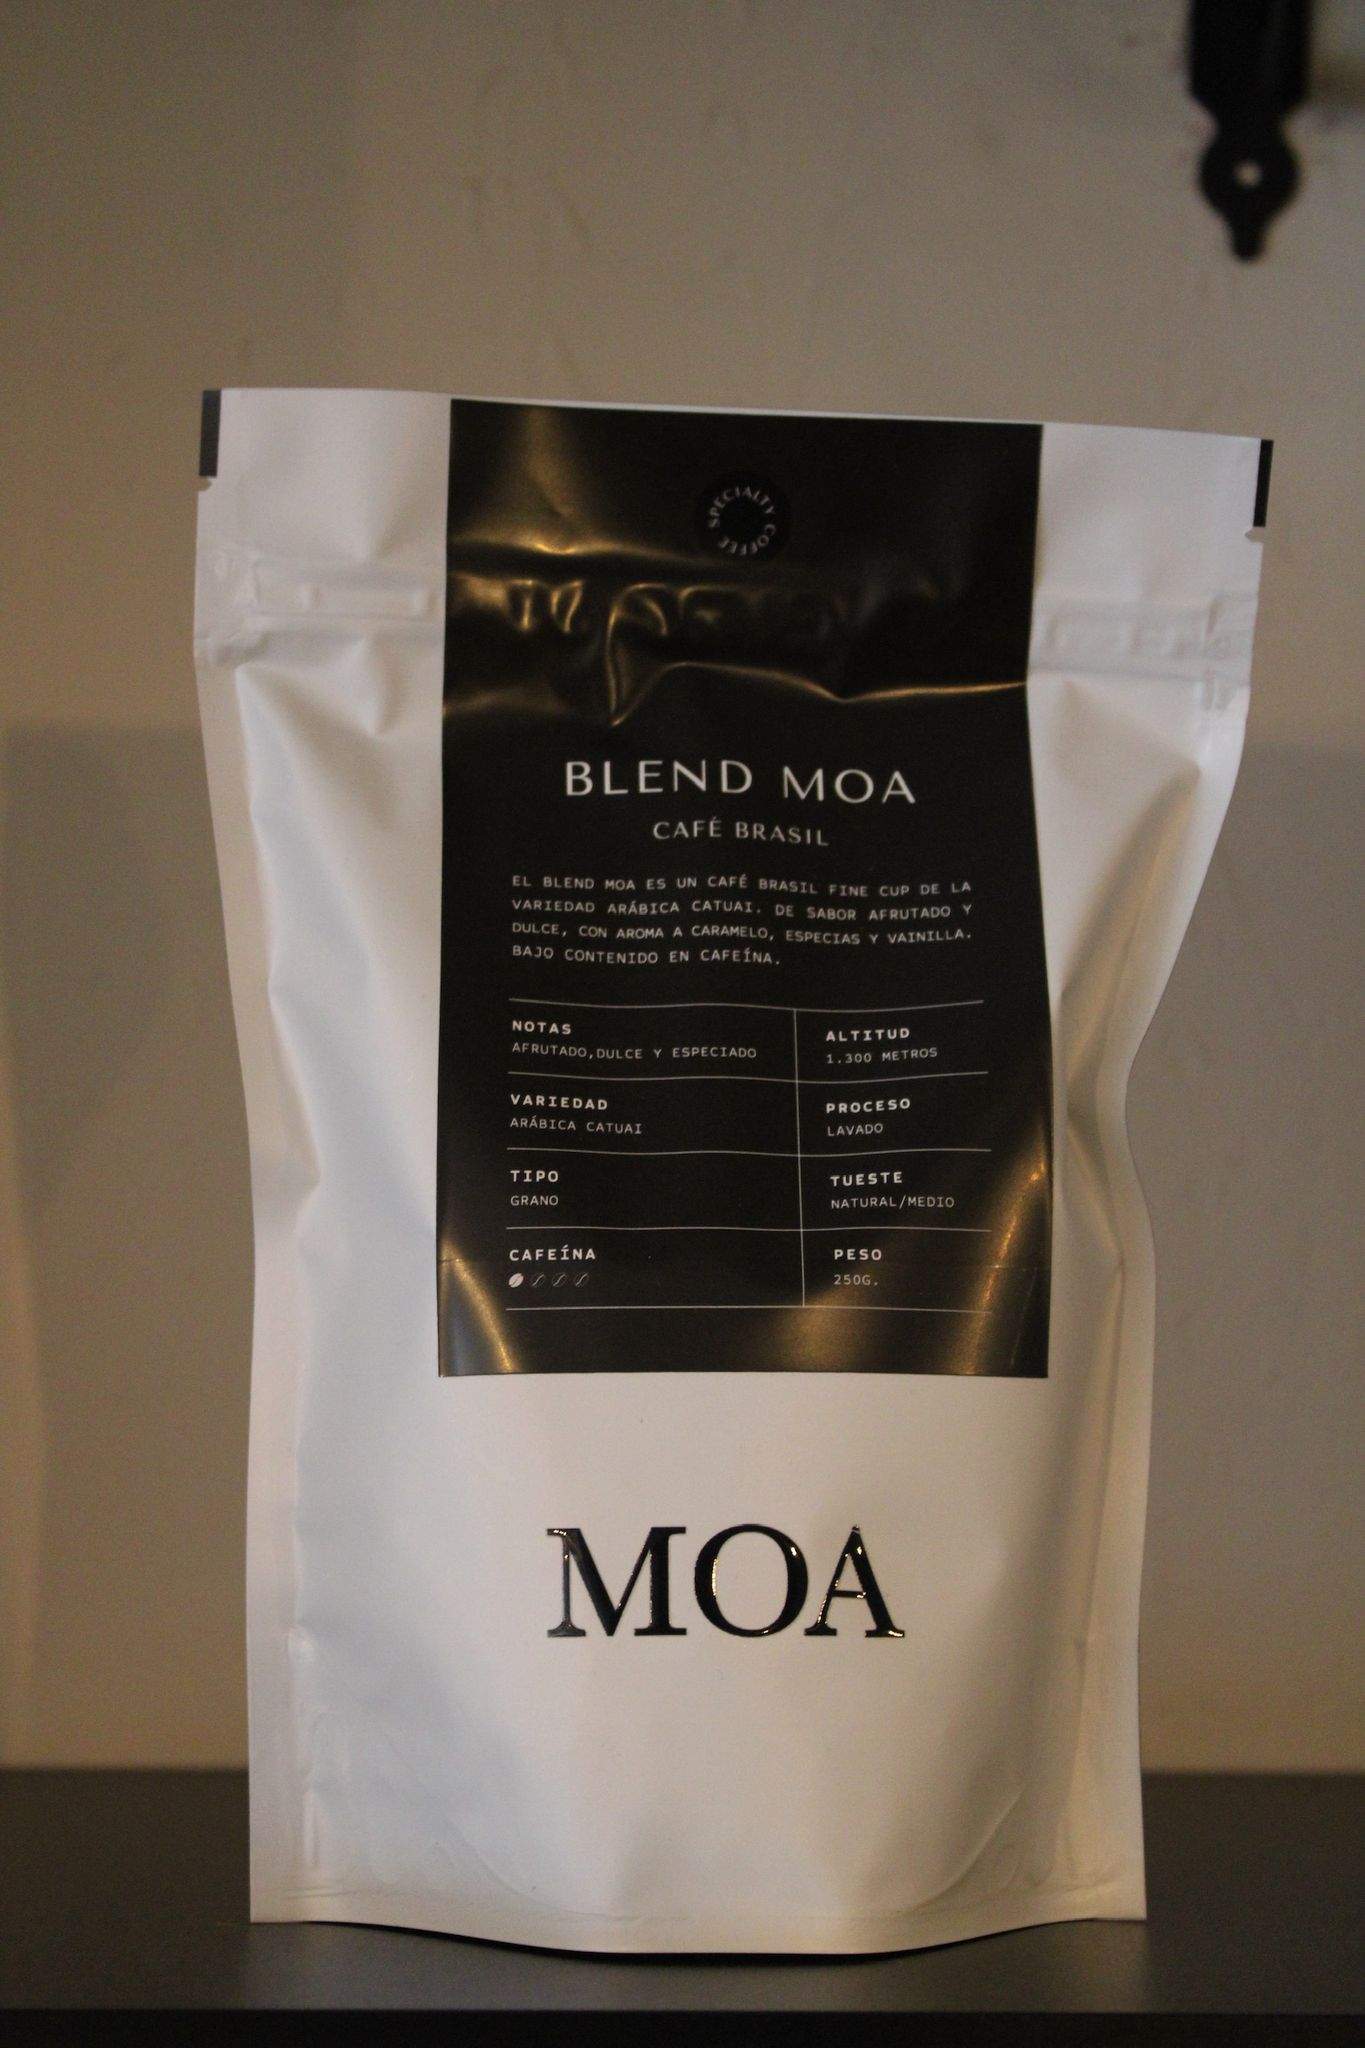 SPECIALTY COFFEE
BLEND MOA
CAFÉ BRASIL
EL BLEND MOA ES UN CAFÉ BRASIL FINE CUP DE LA
VARIEDAD ARÁBICA CATUAI. DE SABOR AFRUTADO Y
DULCE, CON AROMA A CARAMELO, ESPECIAS Y VAINILLA.
BAJO CONTENIDO EN CAFEÍNA.
NOTAS
AFRUTADO,DULCE Y ESPECIADO
ALTITUD
1.300 METROS
VARIEDAD
ARÁBICA CATUAI
PROCESO
LAVADO
TIPO
GRANO
TUESTE
NATURAL/MEDIO
CAFEÍNA
PESO
250G.
MOA